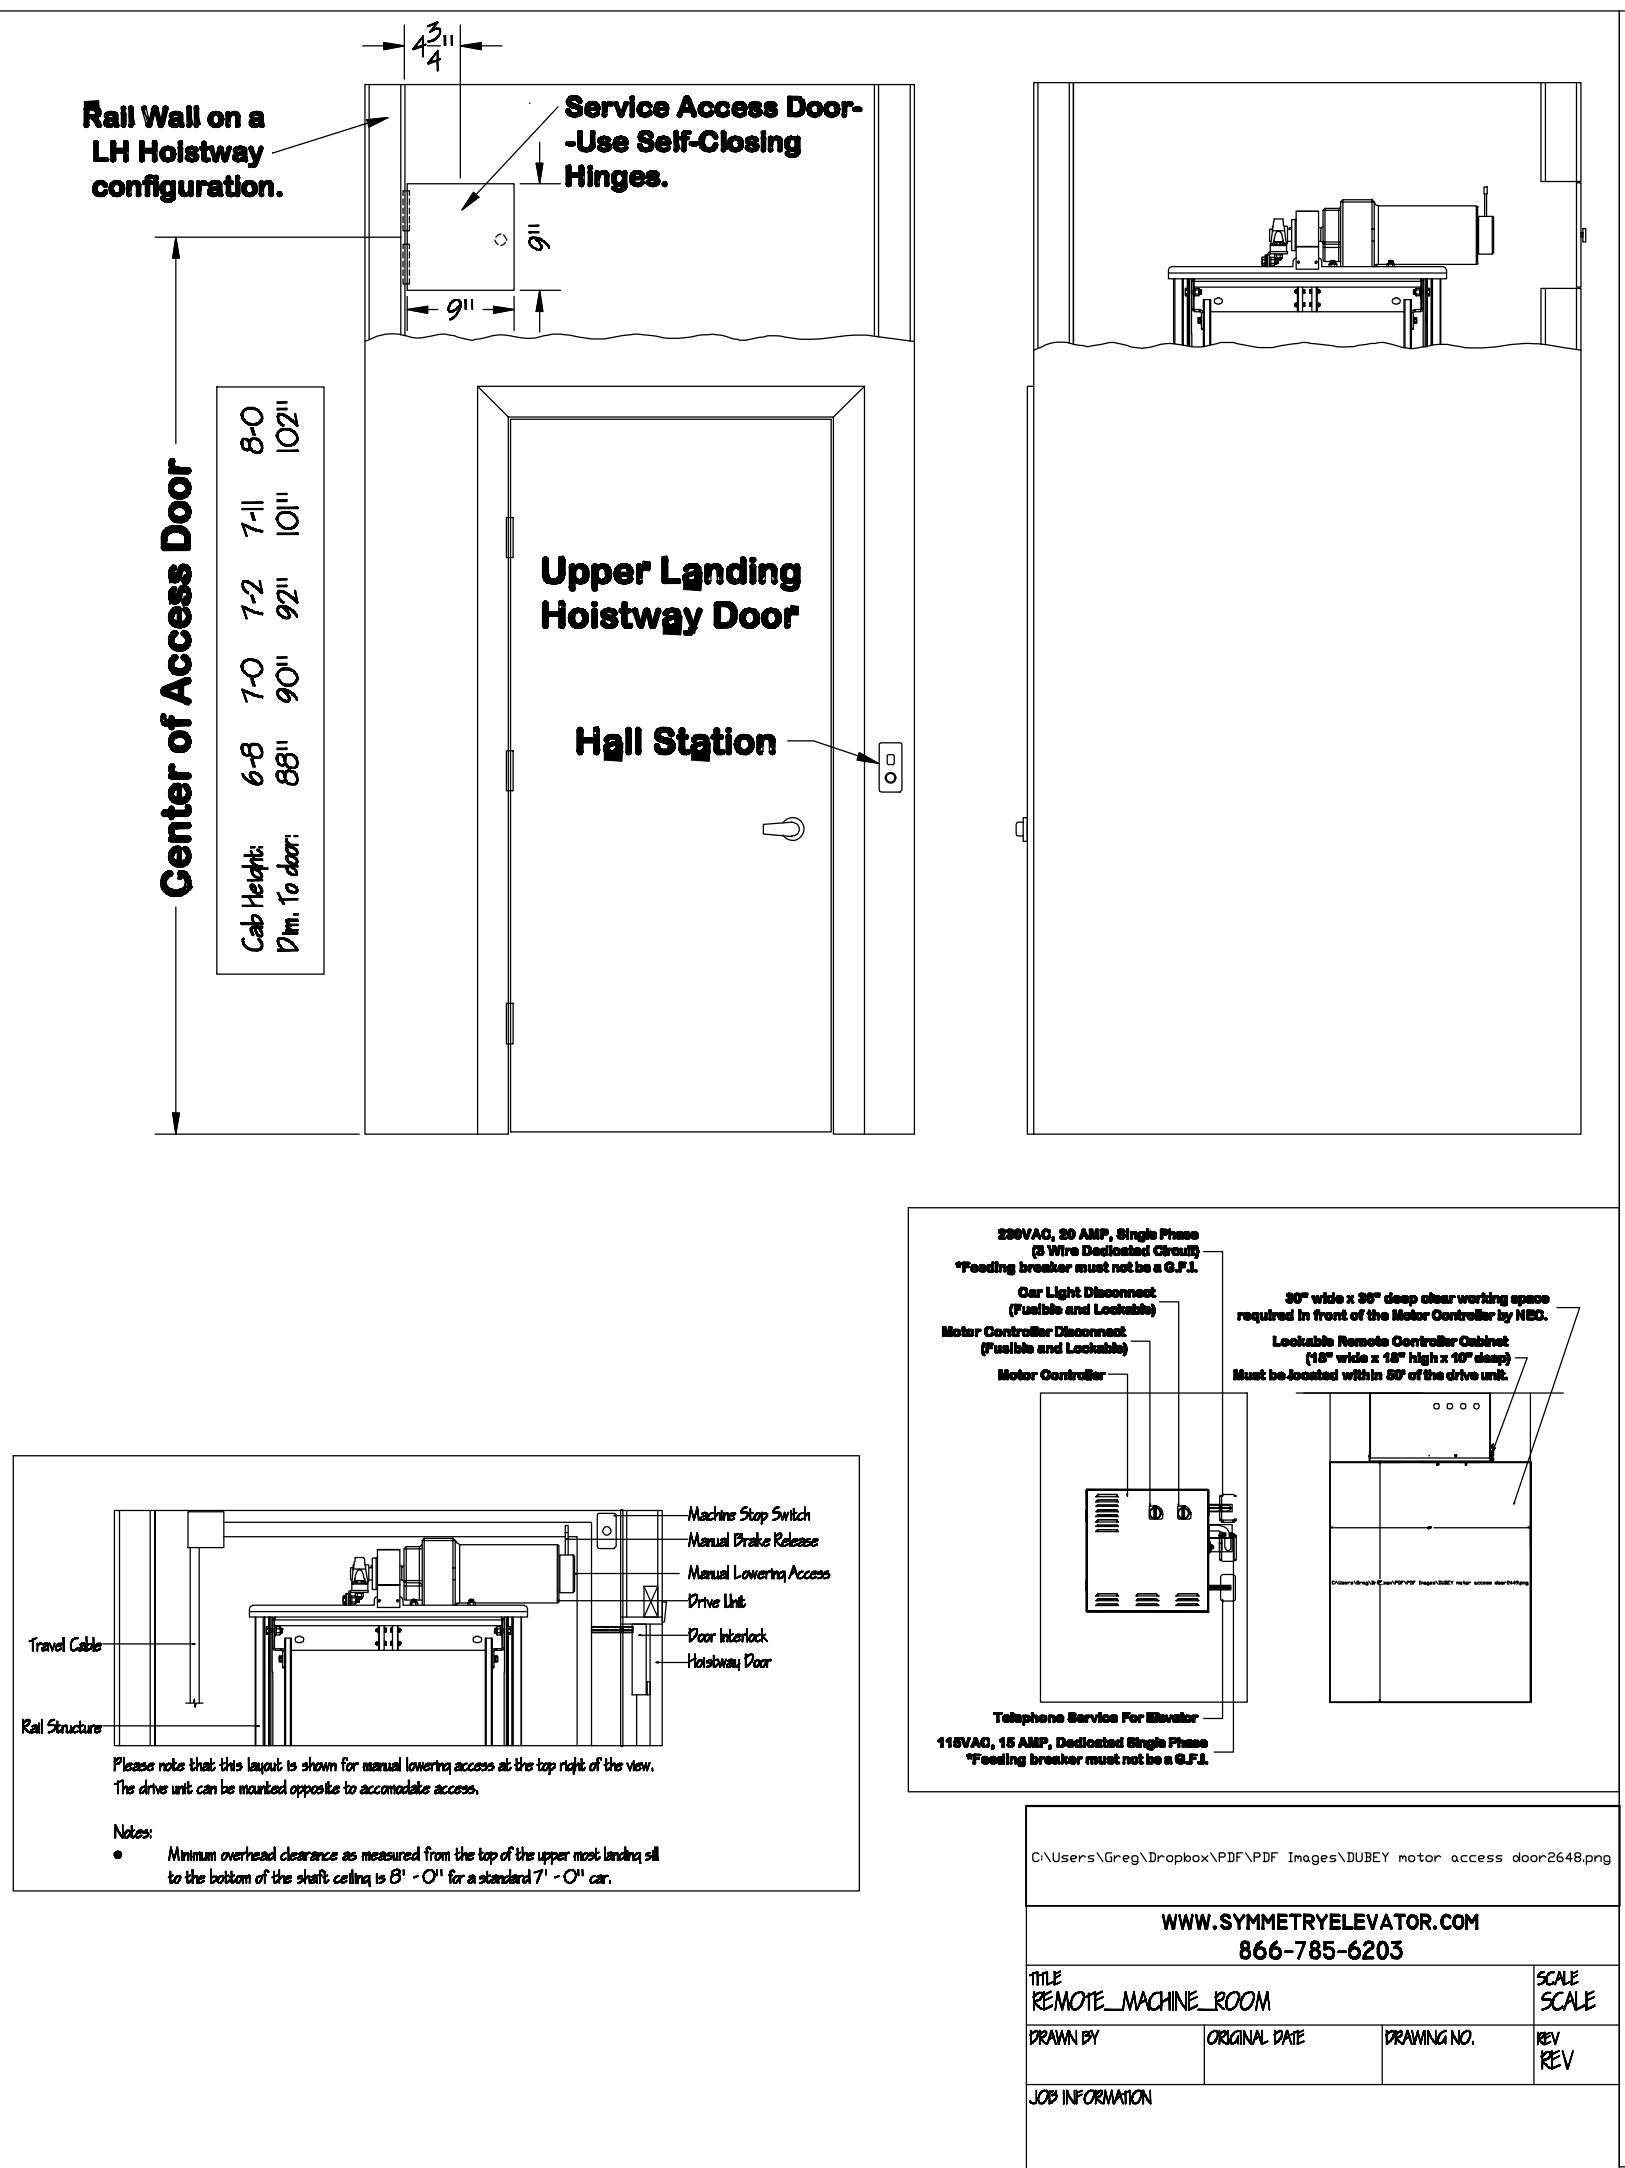 4 3/4"
Rail Wall on a
LH Hoistway
configuration.
Service Access Door-
-Use Self-Closing
Hinges.
9"
9"
Center of Access Door
Cab Height: 6-8 7-0 7-2 7-11 8-0
Dim. To door: 88" 90" 92" 101" 102"
Upper Landing
Hoistway Door
Hall Station
230VAC, 20 AMP, Single Phase
(3 Wire Dedicated Circuit)
*Feeding breaker must not be a G.F.I.
Car Light Disconnect
(Fusible and Lockable)
Motor Controller Disconnect
(Fusible and Lockable)
Motor Controller
30" wide x 36" deep clear working space
required in front of the Motor Controller by NEC.
Lockable Remote Controller Cabinet
(18" wide x 18" high x 10" deep)
Must be located within 50' of the drive unit.
Telephone Service For Elevator
115VAC, 15 AMP, Dedicated Single Phase
*Feeding breaker must not be a G.F.I.
Machine Stop Switch
Manual Brake Release
Manual Lowering Access
Drive Unit
Door Interlock
Hoistway Door
Travel Cable
Rail Structure
Please note that this layout is shown for manual lowering access at the top right of the view.
The drive unit can be mounted opposite to accomodate access.
Notes:
● Minimum overhead clearance as measured from the top of the upper most landing sill
to the bottom of the shaft ceiling is 8' - 0" for a standard 7' - 0" car.
C:\Users\Greg\Dropbox\PDF\PDF Images\DUBEY motor access door2648.png
WWW.SYMMETRYELEVATOR.COM
866-785-6203
TITLE
REMOTE_MACHINE_ROOM
SCALE
SCALE
DRAWN BY
ORIGINAL DATE
DRAWING NO.
REV
REV
JOB INFORMATION